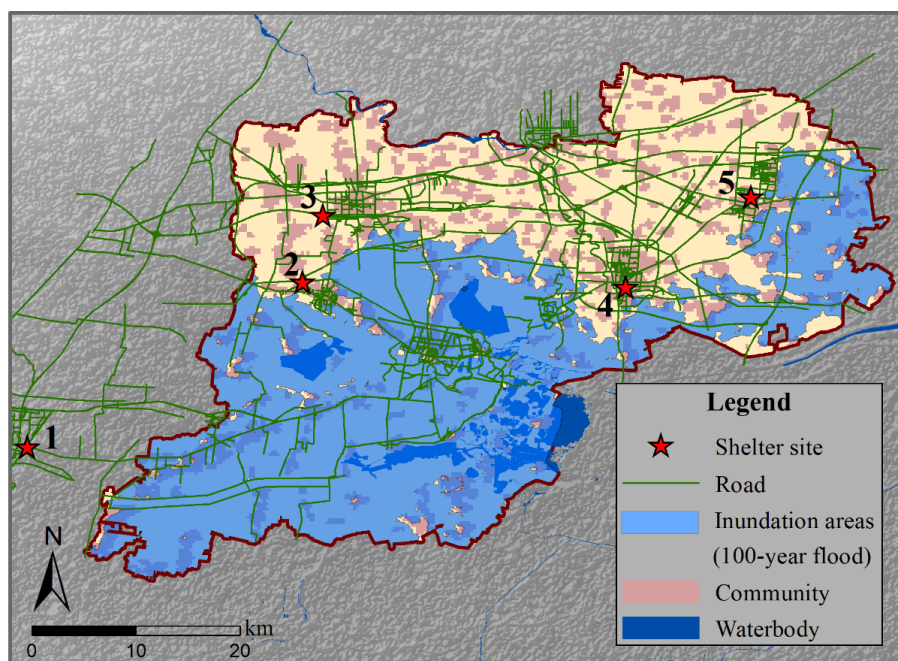 5
3
2
4
1
Legend
Shelter site
Road
Inundation areas
(100-year flood)
Community
Waterbody
N
km
0 10 20